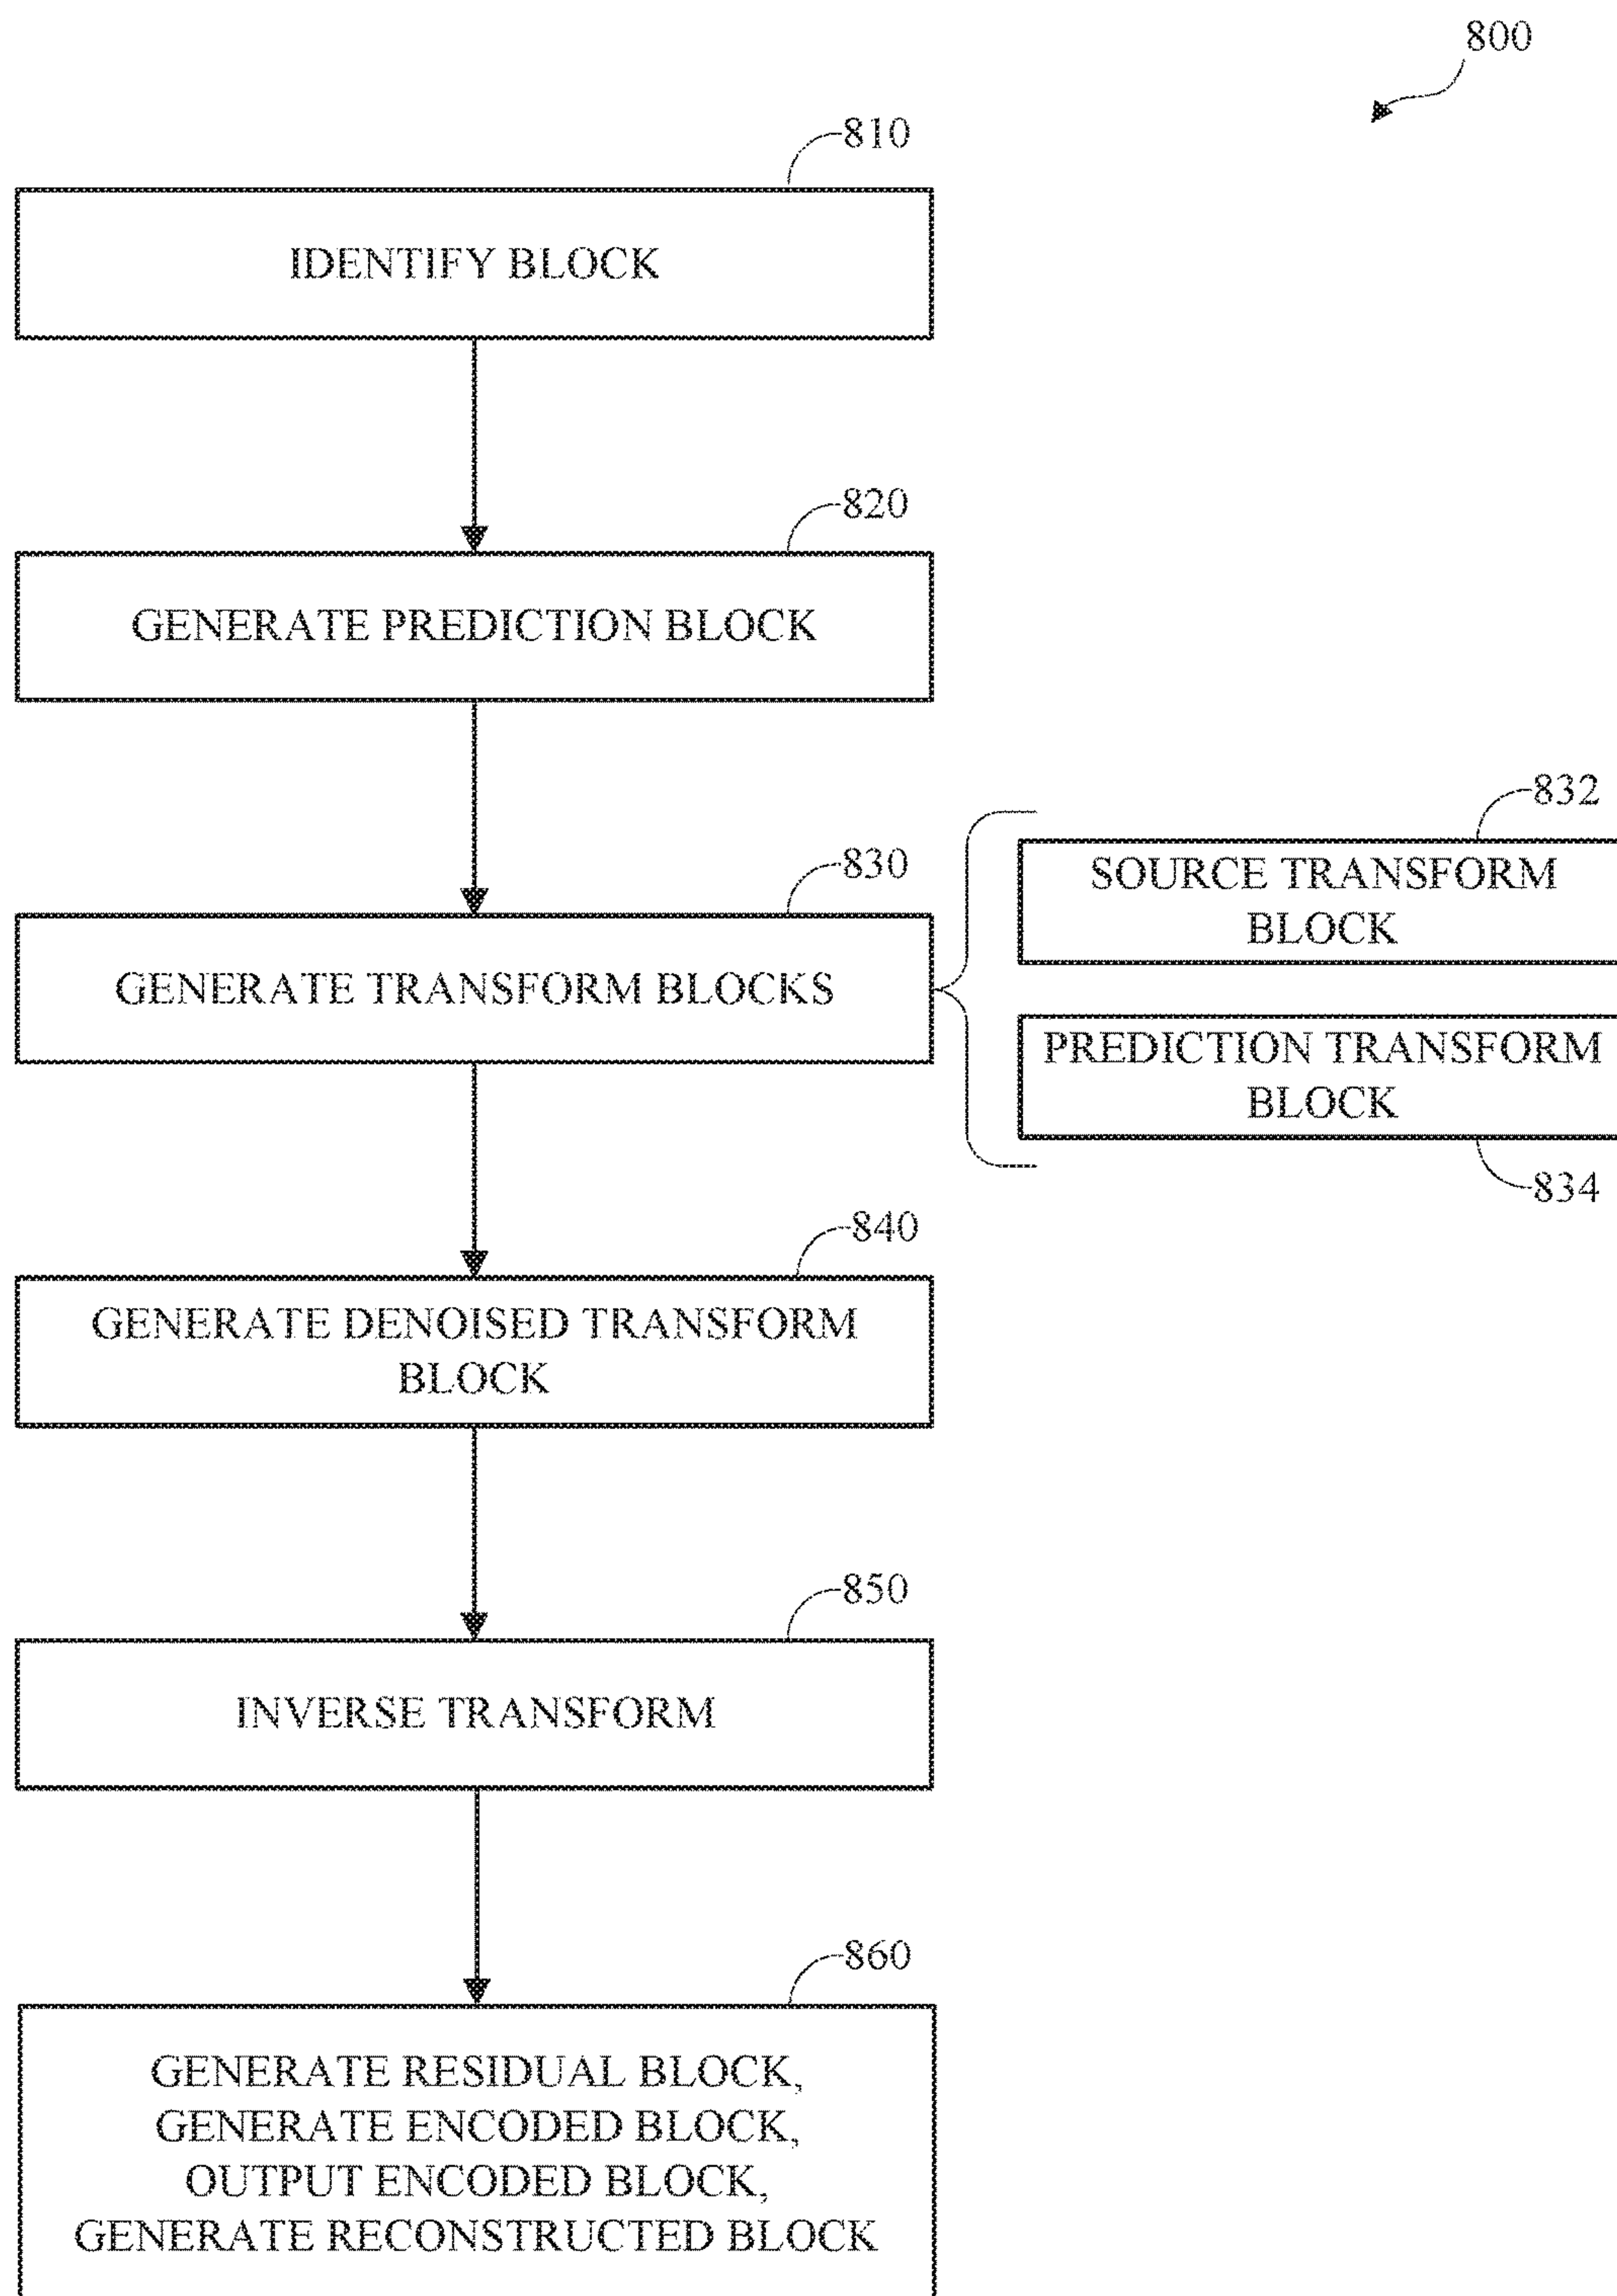 800
810
IDENTIFY BLOCK
820
GENERATE PREDICTION BLOCK
830
GENERATE TRANSFORM BLOCKS
832
SOURCE TRANSFORM
BLOCK
PREDICTION TRANSFORM
BLOCK
834
840
GENERATE DENOISED TRANSFORM
BLOCK
850
INVERSE TRANSFORM
860
GENERATE RESIDUAL BLOCK,
GENERATE ENCODED BLOCK,
OUTPUT ENCODED BLOCK,
GENERATE RECONSTRUCTED BLOCK